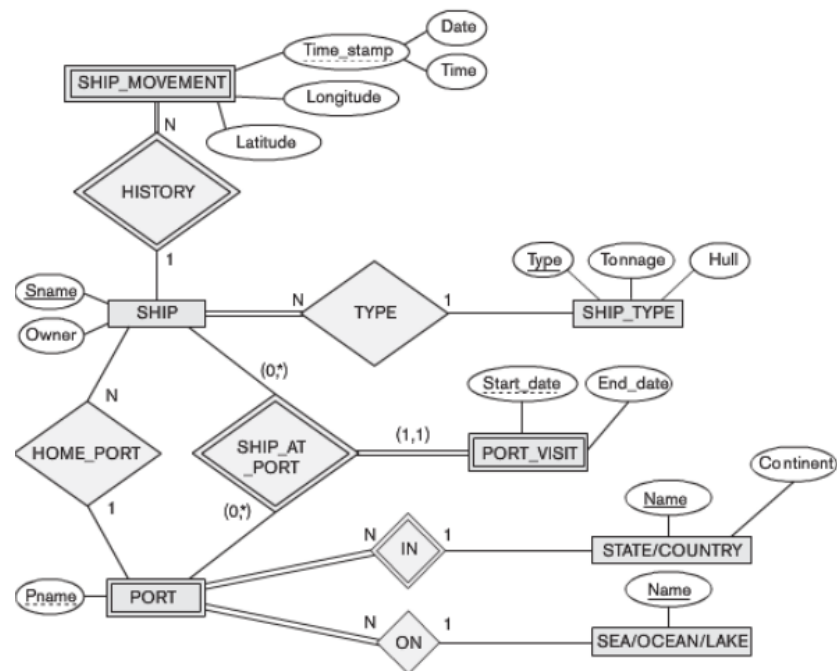 Date
Time_stamp
Time
SHIP_MOVEMENT
Longitude
N
Latitude
HISTORY
1
Sname
Owner
SHIP
N
TYPE
1
Type
Tonnage
Hull
SHIP_TYPE
(0,*)
Start_date
End_date
N
HOME_PORT
SHIP_AT
_PORT
(1,1)
PORT_VISIT
Continent
1
(0,*)
Name
N
IN
1
STATE/COUNTRY
Pname
PORT
Name
N
ON
1
SEA/OCEAN/LAKE